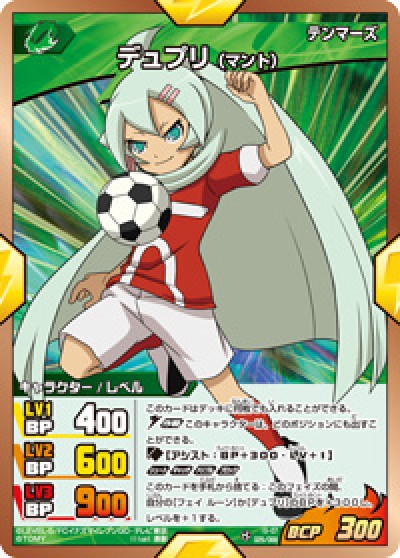 テンマーズ
デュプリ（マント）
キャラクター / レベル
LV1
BP 400
LV2
BP 600
LV3
BP 900
このカードはデッキに何枚でも入れることができる。
このキャラクターは、どのポジションにも出すこ
とができる。
【アシスト：BP+300・LV+1】
このカードを手札から捨てる：このフェイズの間、
自分の『フェイ ルーン』か『デュプリ』のBPを+300し、
レベルを+1する。
©TOMY
BCP 300